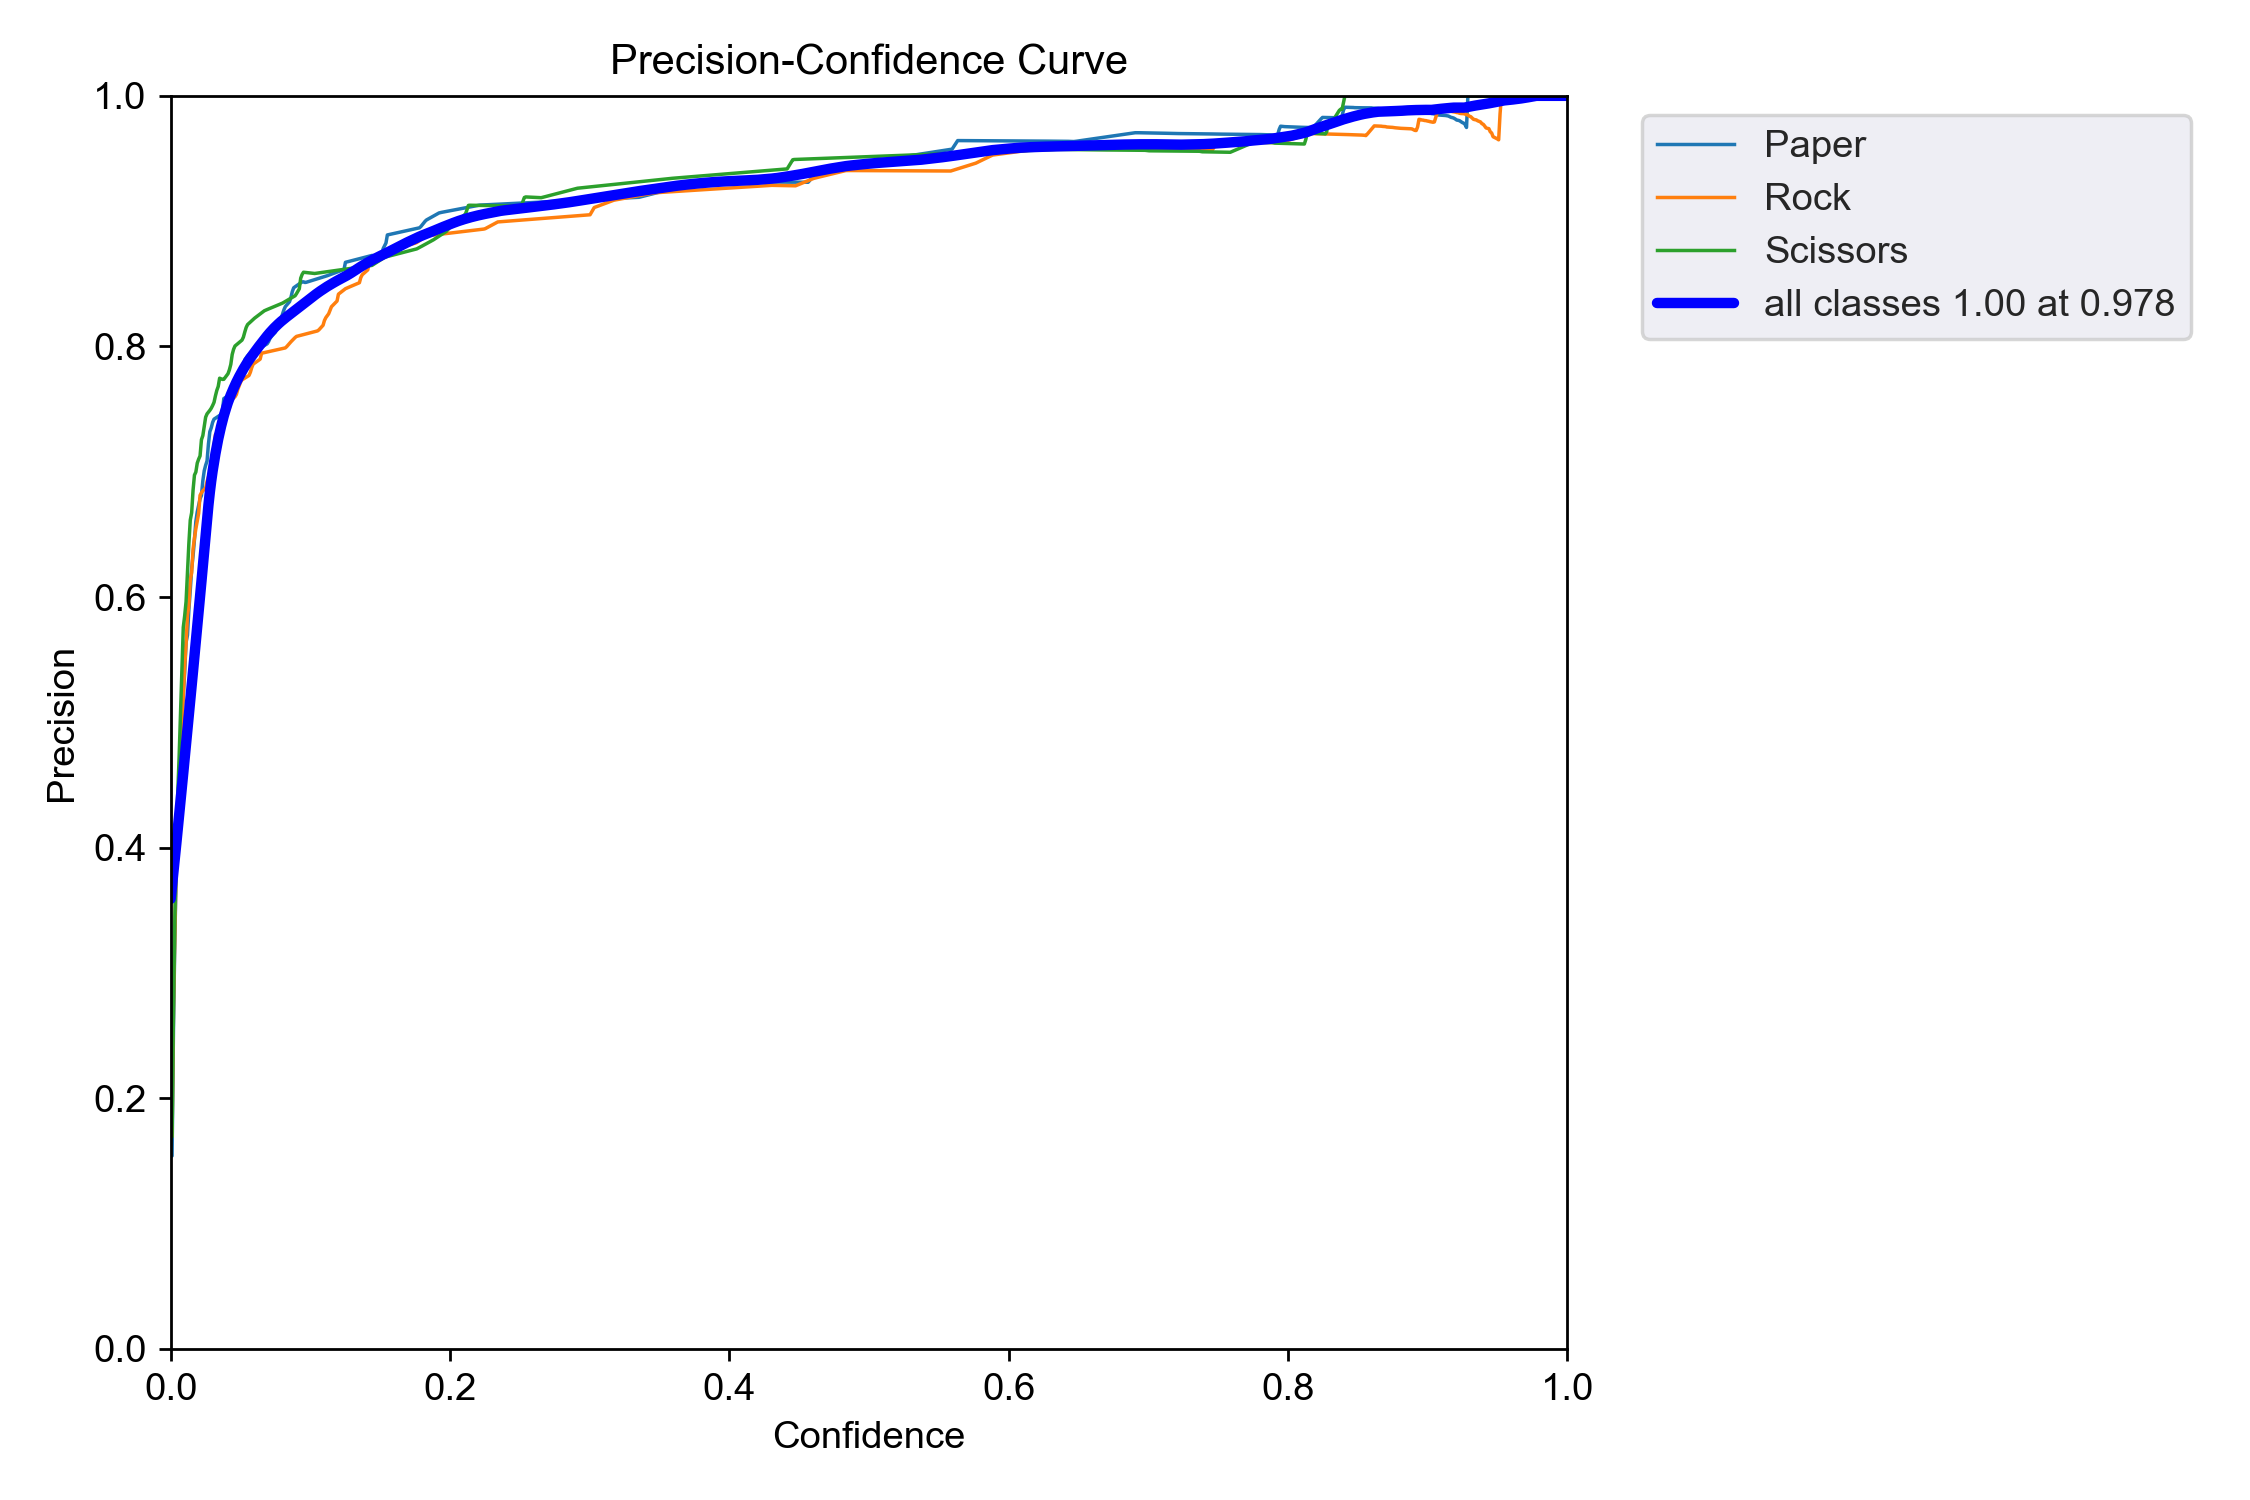 Precision-Confidence Curve
1.0
0.8
0.6
0.4
0.2
0.0
Precision
0.0 0.2 0.4 0.6 0.8 1.0
Confidence
Paper
Rock
Scissors
all classes 1.00 at 0.978